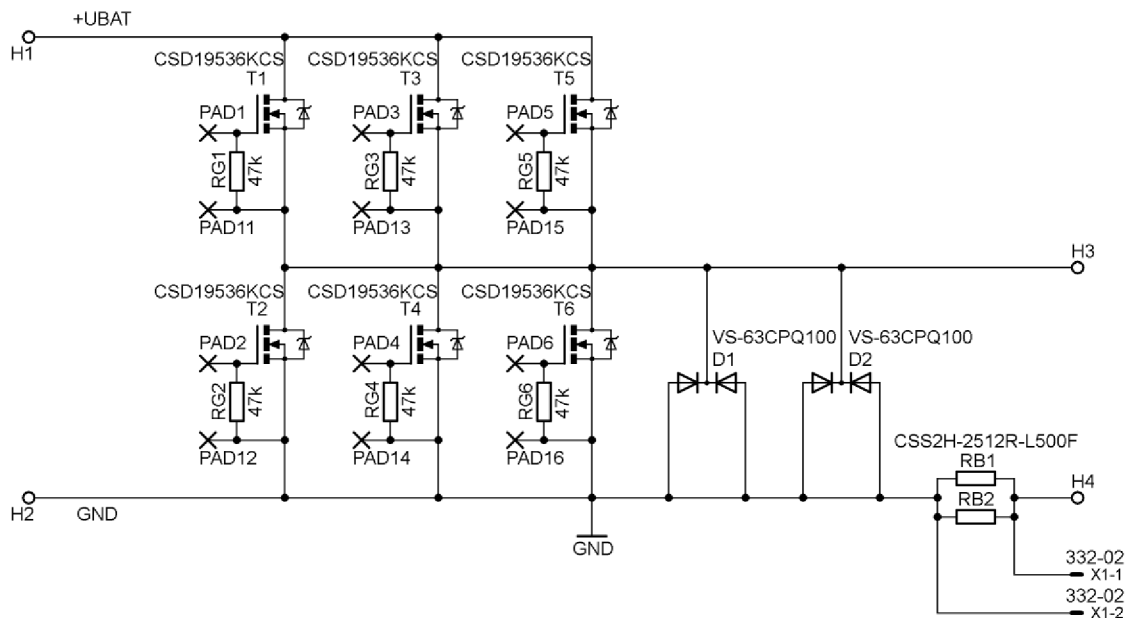 +UBAT
H1
CSD19536KCS
T1
CSD19536KCS
T3
CSD19536KCS
T5
PAD1
PAD3
PAD5
RG1
47k
RG3
47k
RG5
47k
PAD11
PAD13
PAD15
H3
CSD19536KCS
T2
CSD19536KCS
T4
CSD19536KCS
T6
PAD2
PAD4
PAD6
VS-63CPQ100
D1
VS-63CPQ100
D2
RG2
47k
RG4
47k
RG6
47k
PAD12
PAD14
PAD16
CSS2H-2512R-L500F
RB1
RB2
H4
H2
GND
GND
332-02
X1-1
332-02
X1-2